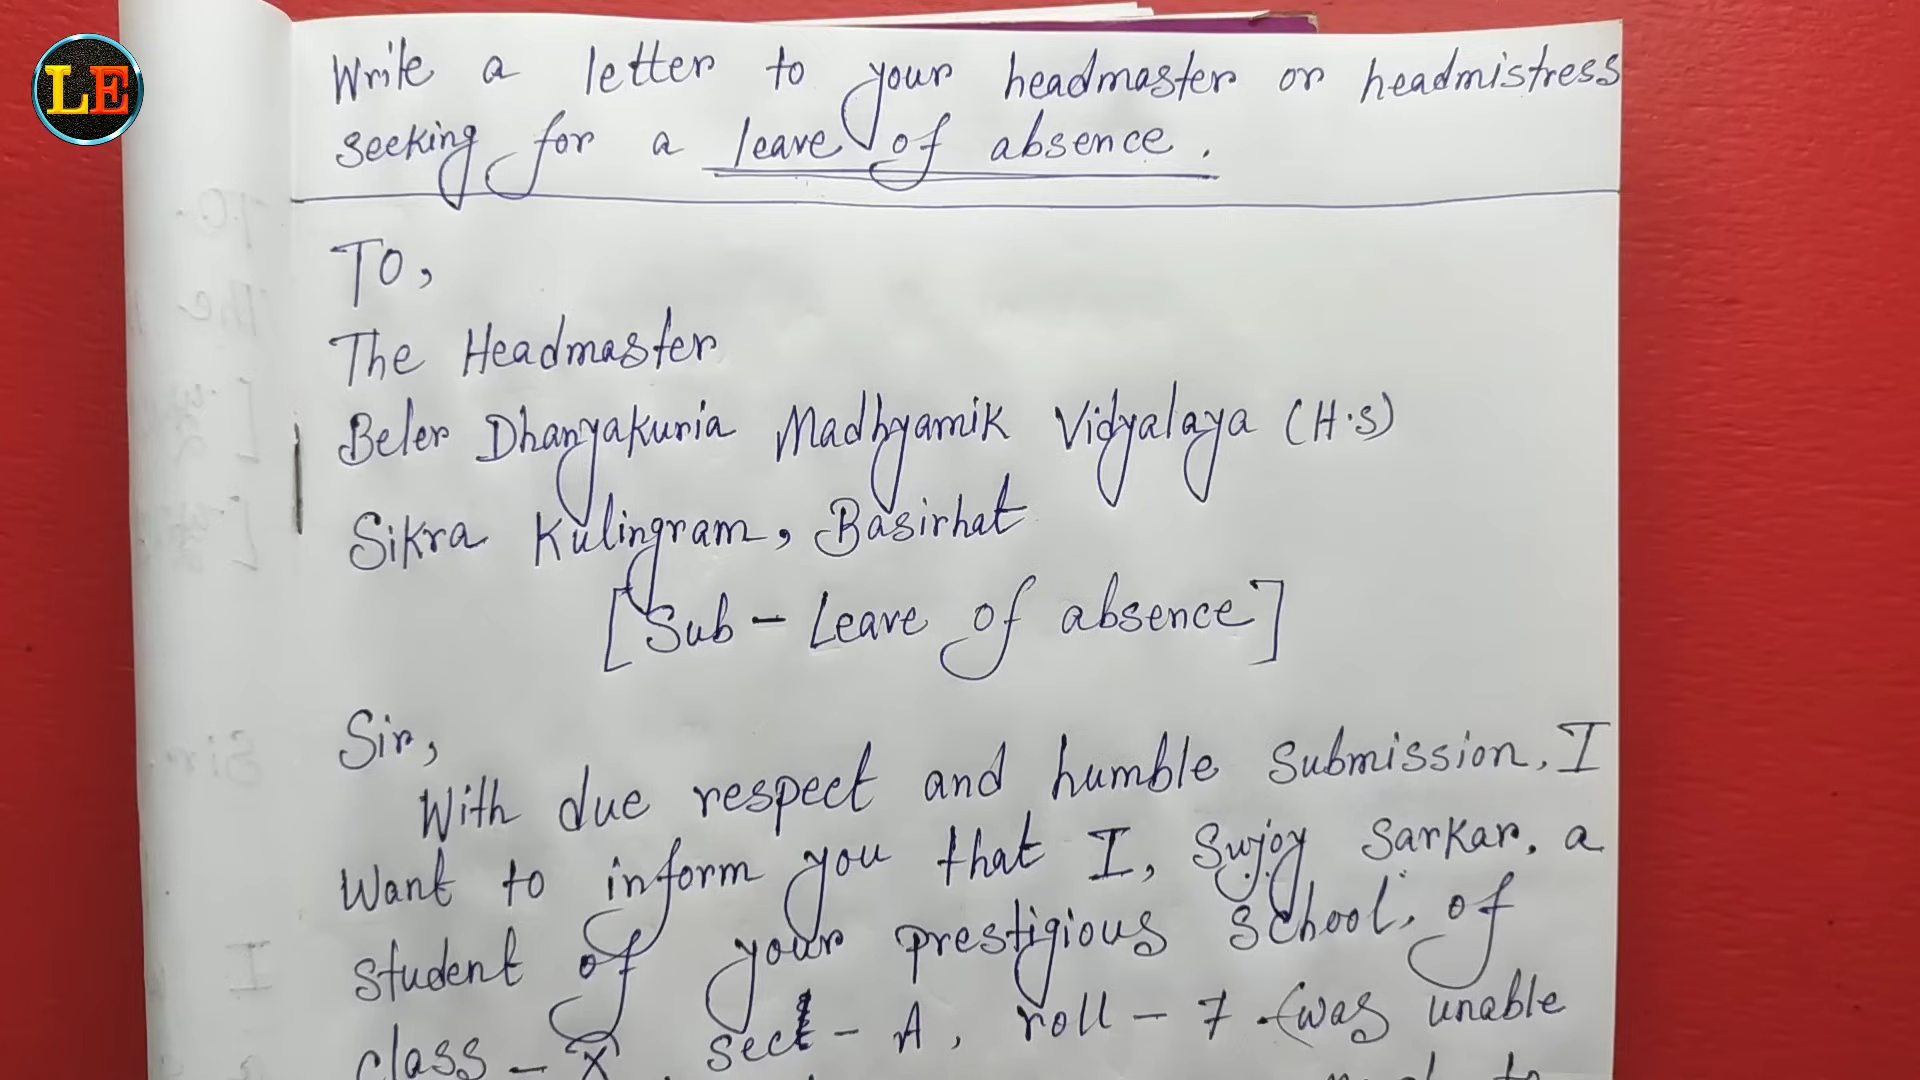 LE
Write a letter to your headmaster or headmistress
seeking for a leave of absence.
To,
The Headmaster
Beler Dhanyakuria Madhyamik Vidyalaya (H.S)
Sikra Kulingram, Basirhat
[Sub - Leave of absence]
Sir,
With due respect and humble submission, I
want to inform you that I, Sujoy Sarkar, a
student of your prestigious school, of
class - X, sect - A, roll - 7. (was unable
to